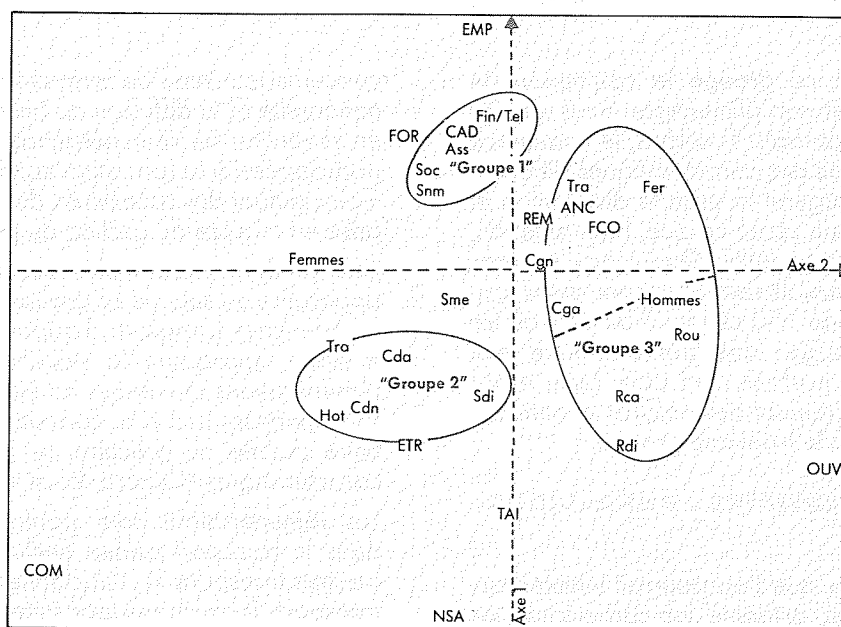 EMP
Fin/Tel
FOR CAD
Ass
Soc "Groupe 1"
Snm
Tra Fer
REM ANC
FCO
Femmes Cgn Axe 2
Sme Cga Hommes
Tra Cda "Groupe 3" Rou
"Groupe 2"
Hot Cdn Sdi Rca
ETR Rdi
OUV
TAI
COM
NSA Axe 1